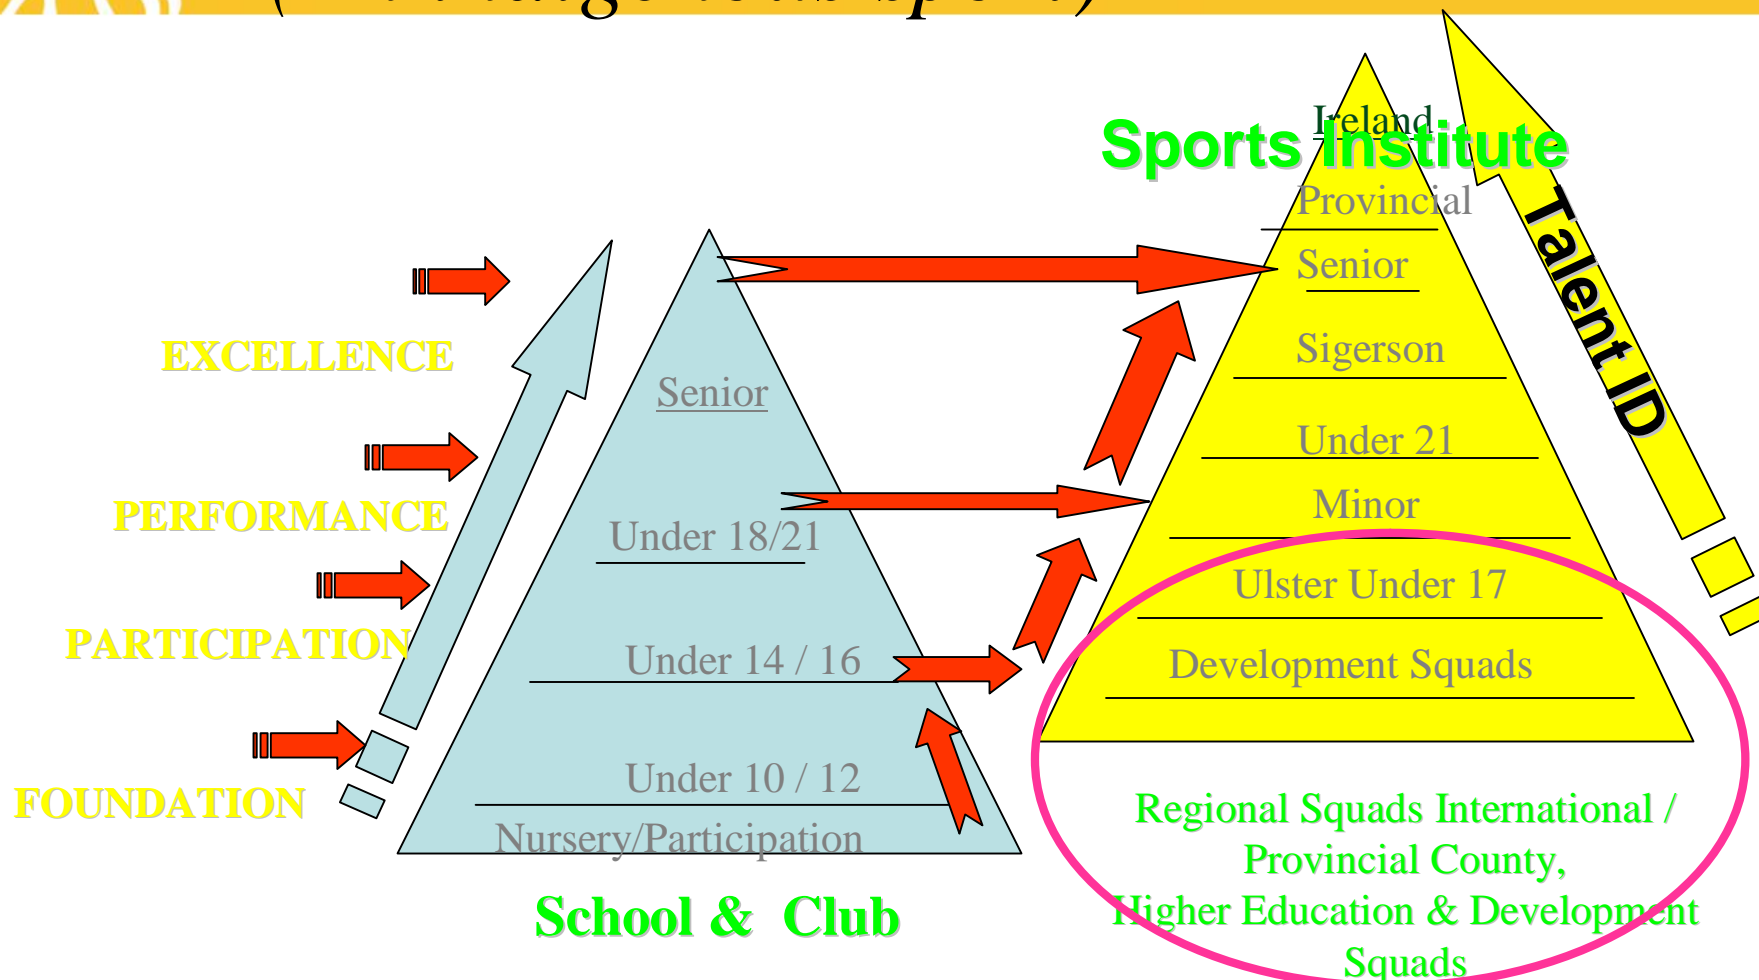 Ireland
Sports Institute
Provincial
Senior
Sigerson
Under 21
Minor
Ulster Under 17
Development Squads
Talent ID
EXCELLENCE
PERFORMANCE
PARTICIPATION
FOUNDATION
Senior
Under 18/21
Under 14 / 16
Under 10 / 12
Nursery/Participation
School & Club
Regional Squads International /
Provincial County,
Higher Education & Development
Squads